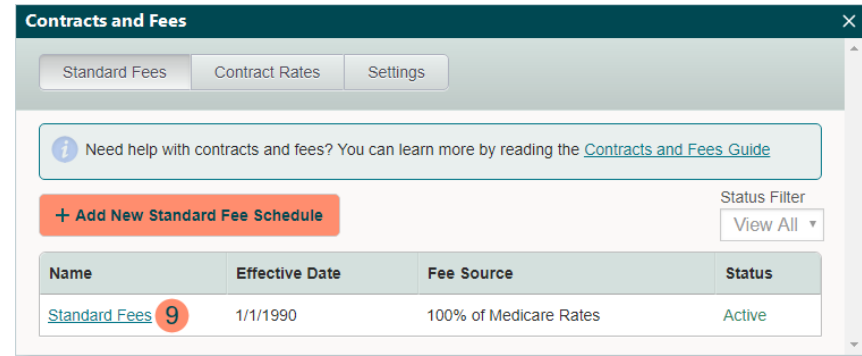 Contracts and Fees
Standard Fees Contract Rates Settings
Need help with contracts and fees? You can learn more by reading the Contracts and Fees Guide
Status Filter
+ Add New Standard Fee Schedule
View All
Name Effective Date Fee Source Status
Standard Fees 9 1/1/1990 100% of Medicare Rates Active